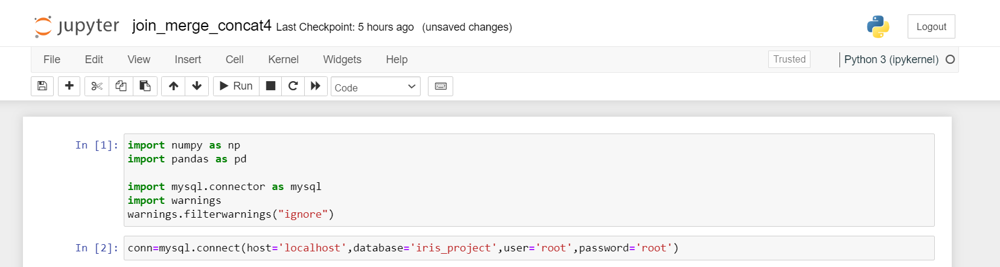 jupyter join_merge_concat4 Last Checkpoint: 5 hours ago (unsaved changes)
Logout
File Edit View Insert Cell Kernel Widgets Help Trusted Python 3 (ipykernel)
Run Code
In [1]: import numpy as np
import pandas as pd
import mysql.connector as mysql
import warnings
warnings.filterwarnings("ignore")
In [2]: conn=mysql.connect(host='localhost',database='iris_project',user='root',password='root')